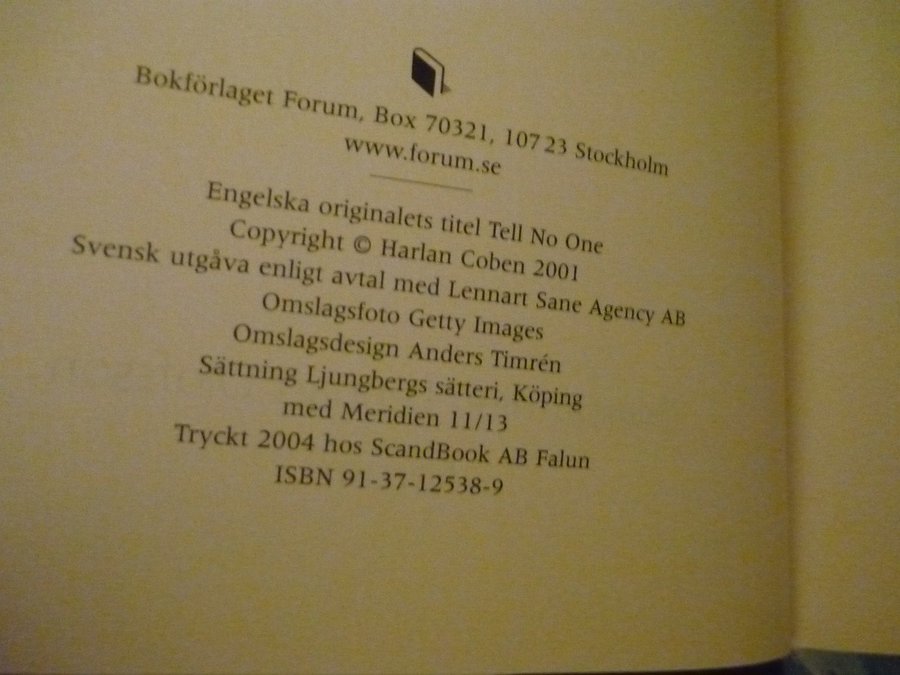 Bokförlaget Forum, Box 70321, 107 23 Stockholm
www.forum.se
Engelska originalets titel Tell No One
Copyright © Harlan Coben 2001
Svensk utgåva enligt avtal med Lennart Sane Agency AB
Omslagsfoto Getty Images
Omslagsdesign Anders Timrén
Sättning Ljungbergs sätteri, Köping
med Meridien 11/13
Tryckt 2004 hos ScandBook AB Falun
ISBN 91-37-12538-9